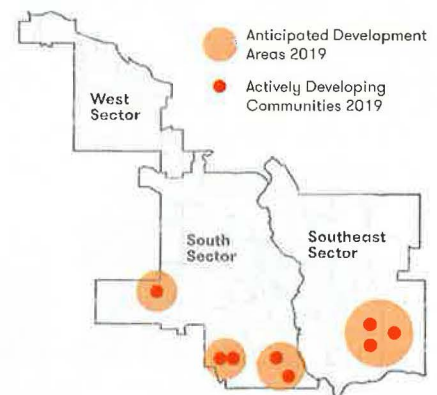 Anticipated Development
Areas 2019
Actively Developing
Communities 2019
West
Sector
South
Sector
Southeast
Sector